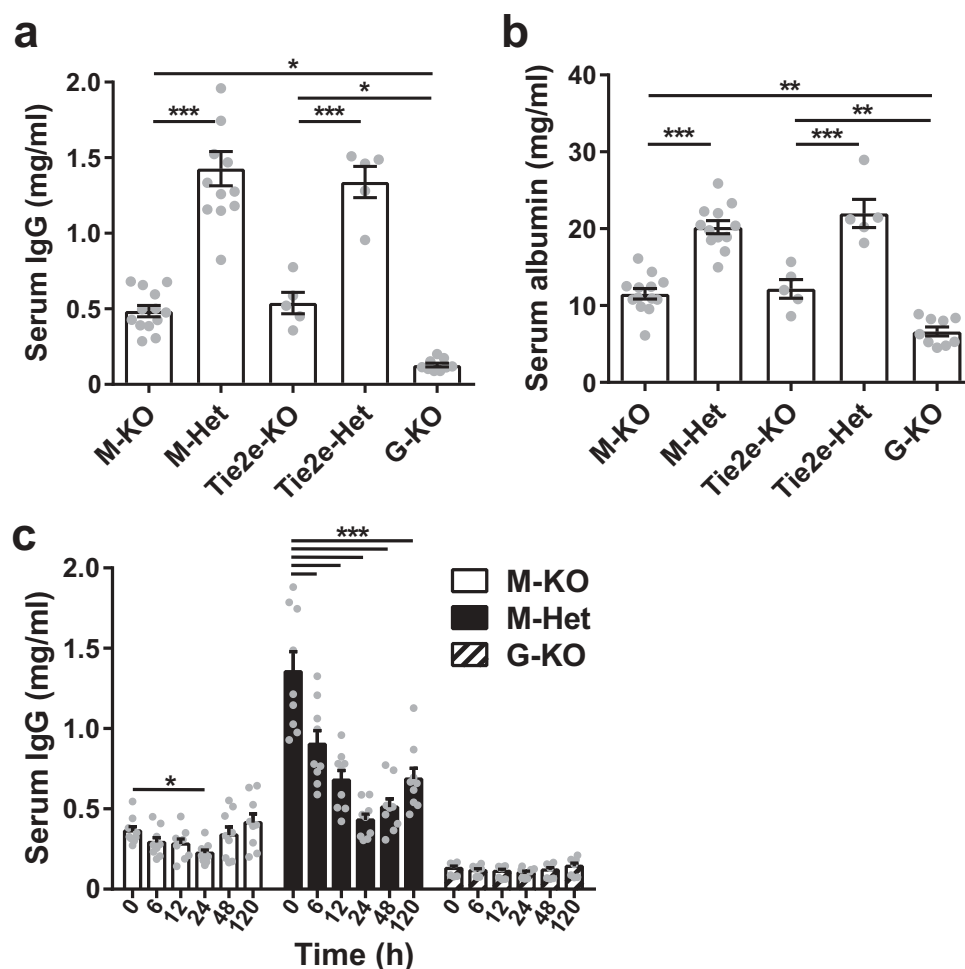 a
Serum IgG (mg/ml)
2.0
1.5
1.0
0.5
0
*
*
***
***
M-KO
M-Het
Tie2e-KO
Tie2e-Het
G-KO
b
Serum albumin (mg/ml)
40
30
20
10
0
**
**
***
***
M-KO
M-Het
Tie2e-KO
Tie2e-Het
G-KO
c
Serum IgG (mg/ml)
2.0
1.5
1.0
0.5
0
*
***
M-KO
M-Het
G-KO
0 6 12 24 48 120 0 6 12 24 48 120 0 6 12 24 48 120
Time (h)